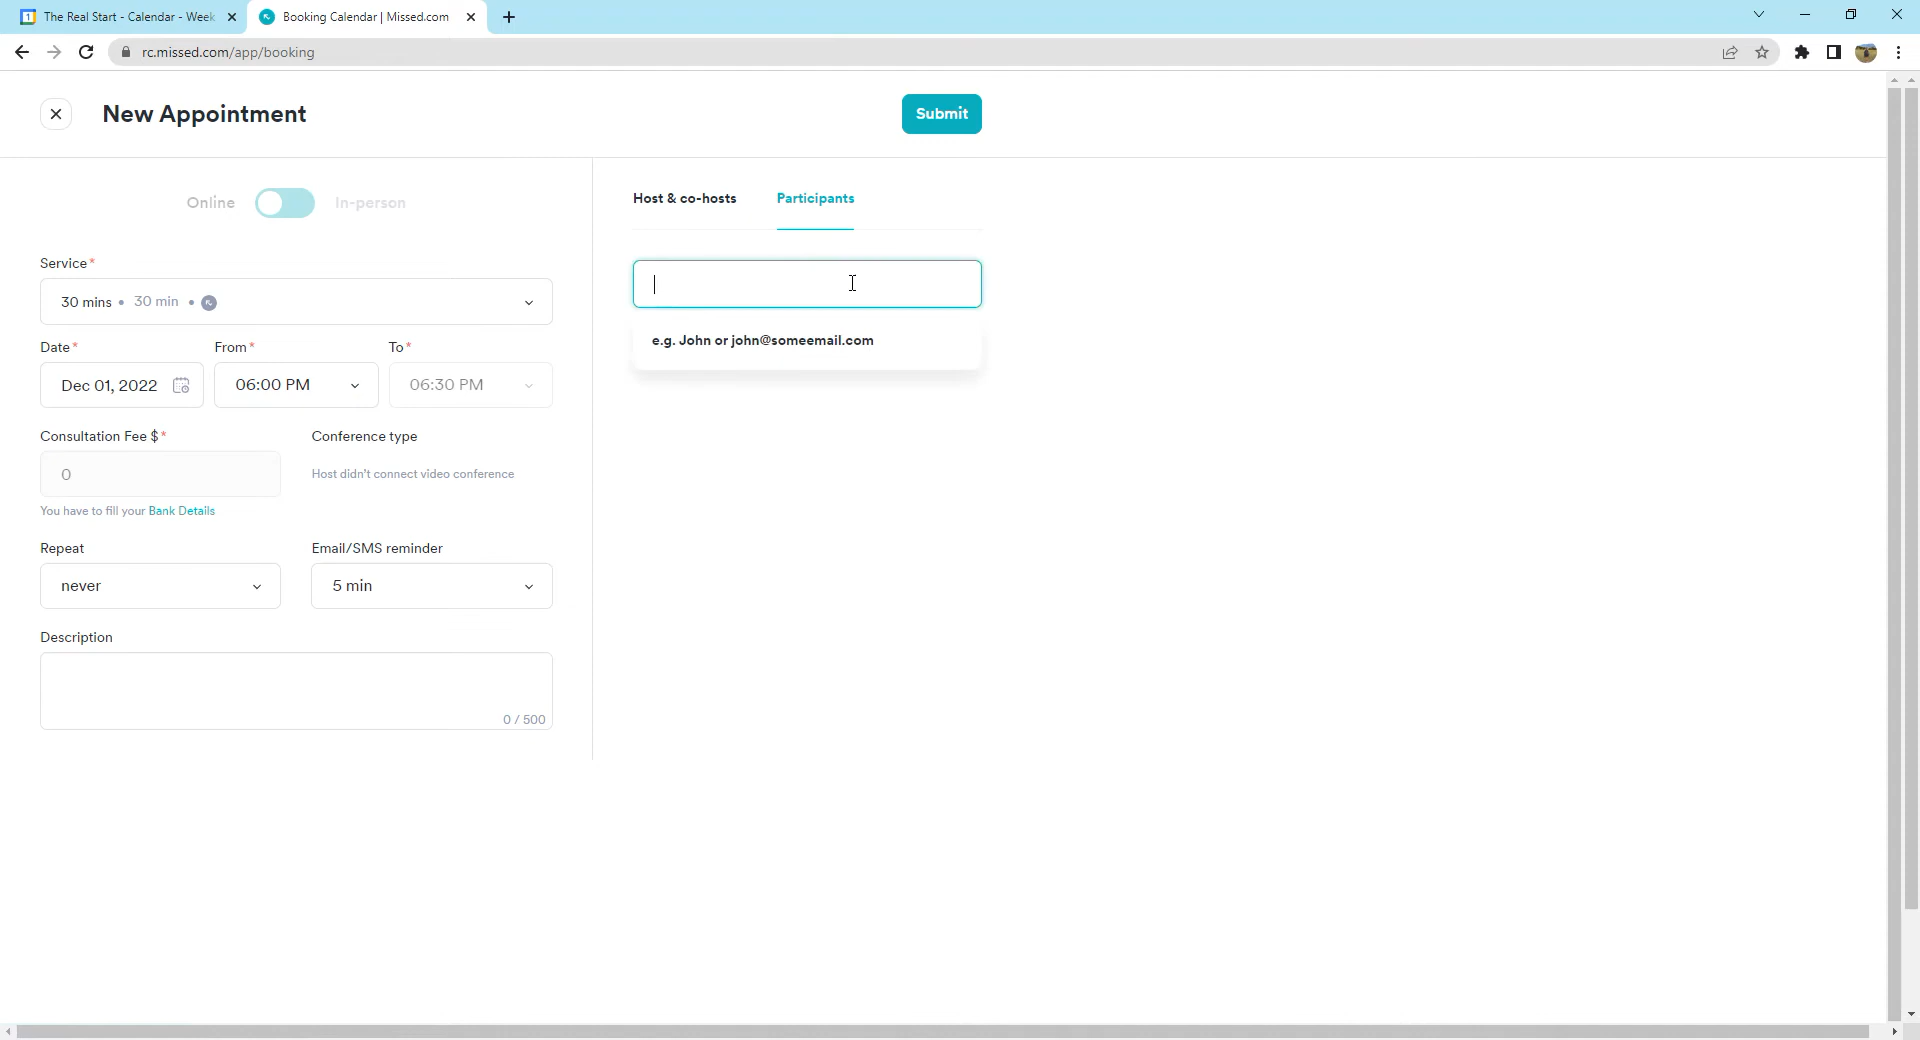 The Real Start - Calendar - Week
Booking Calendar | Missed.com
rc.missed.com/app/booking
New Appointment
Submit
Online
In-person
Host & co-hosts
Participants
Service*
30 mins • 30 min •
e.g. John or john@someemail.com
Date*
From*
To*
Dec 01, 2022
06:00 PM
06:30 PM
Consultation Fee $*
Conference type
0
Host didn't connect video conference
You have to fill your Bank Details
Repeat
Email/SMS reminder
never
5 min
Description
0 / 500